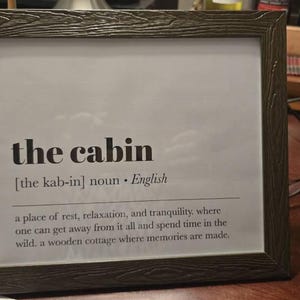 the cabin
[the kab-in] noun • English
a place of rest, relaxation, and tranquility. where
one can get away from it all and spend time in the
wild. a wooden cottage where memories are made.